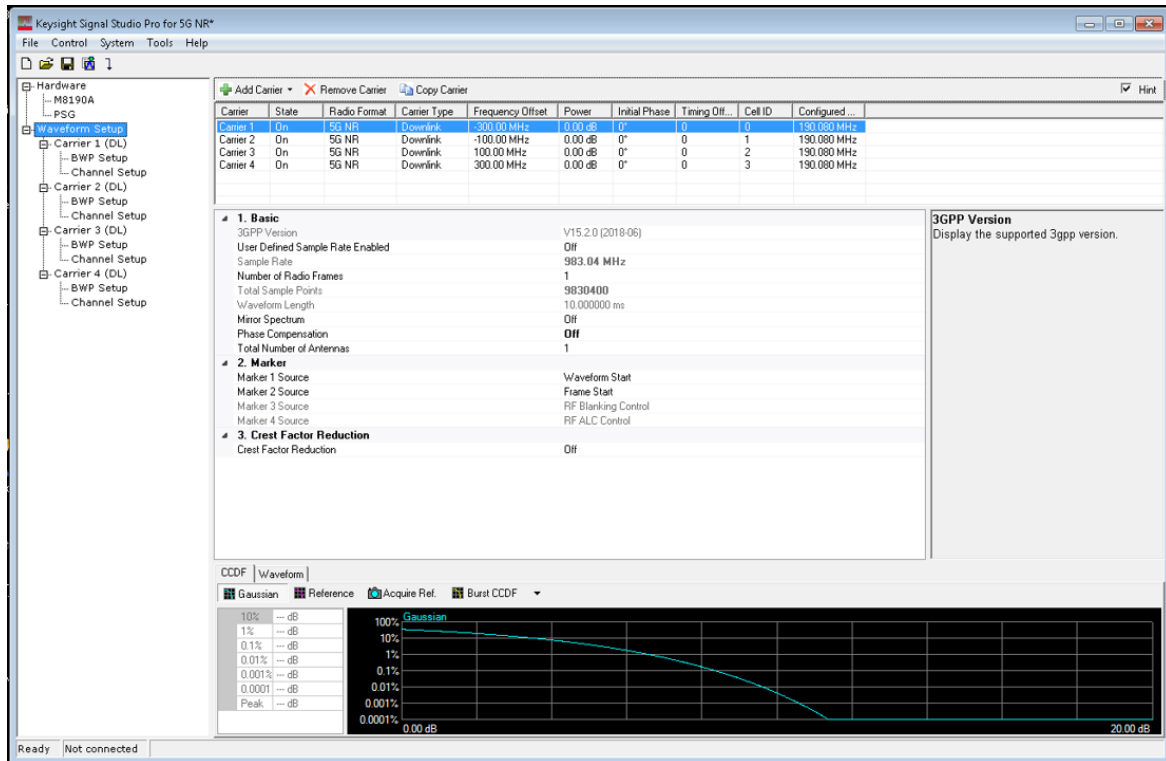 Keysight Signal Studio Pro for 5G NR*
File Control System Tools Help
Hardware
M8190A
PSG
Waveform Setup
Carrier 1 (DL)
BWP Setup
Channel Setup
Carrier 2 (DL)
BWP Setup
Channel Setup
Carrier 3 (DL)
BWP Setup
Channel Setup
Carrier 4 (DL)
BWP Setup
Channel Setup
Add Carrier Remove Carrier Copy Carrier Hint
Carrier State Radio Format Carrier Type Frequency Offset Power Initial Phase Timing Off... Cell ID Configured ...
Carrier 1 On 5G NR Downlink -300.00 MHz 0.00 dB 0° 0 0 190.080 MHz
Carrier 2 On 5G NR Downlink -100.00 MHz 0.00 dB 0° 0 1 190.080 MHz
Carrier 3 On 5G NR Downlink 100.00 MHz 0.00 dB 0° 0 2 190.080 MHz
Carrier 4 On 5G NR Downlink 300.00 MHz 0.00 dB 0° 0 3 190.080 MHz
1. Basic
3GPP Version V15.2.0 (2018-06)
User Defined Sample Rate Enabled Off
Sample Rate 983.04 MHz
Number of Radio Frames 1
Total Sample Points 9830400
Waveform Length 10.000000 ms
Mirror Spectrum Off
Phase Compensation Off
Total Number of Antennas 1
2. Marker
Marker 1 Source Waveform Start
Marker 2 Source Frame Start
Marker 3 Source RF Blanking Control
Marker 4 Source RF ALC Control
3. Crest Factor Reduction
Crest Factor Reduction Off
3GPP Version
Display the supported 3gpp version.
CCDF Waveform
Gaussian Reference Acquire Ref. Burst CCDF
10% --- dB
1% --- dB
0.1% --- dB
0.01% --- dB
0.001% --- dB
0.0001 --- dB
Peak --- dB
Gaussian
100%
10%
1%
0.1%
0.01%
0.001%
0.0001%
0.00 dB 20.00 dB
Ready Not connected